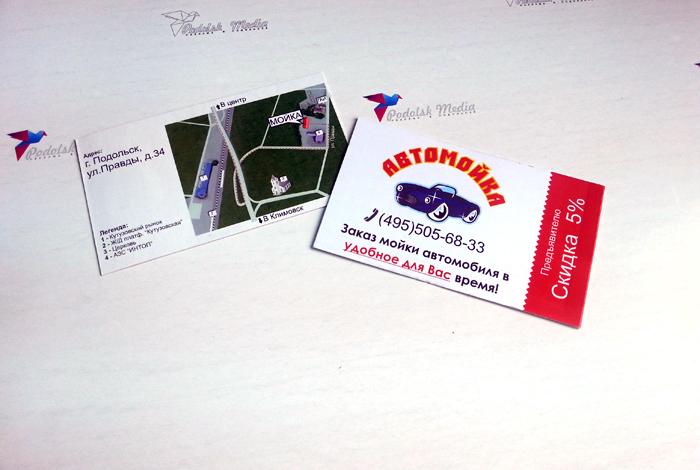 Podolsk Media
Podolsk Media
Podolsk Media
Адрес:
г. Подольск,
ул.Правды, д.34
Легенда:
1 - Кутузовский рынок
2 - Ж/Д платф. "Кутузовская"
3 - Церковь
4 - АЗС "ИНТОП"
В центр
МОЙКА
В Климовск
АВТОМОЙКА
(495)505-68-33
Заказ мойки автомобиля в
удобное для Вас время!
Предъявителю
Скидка 5%